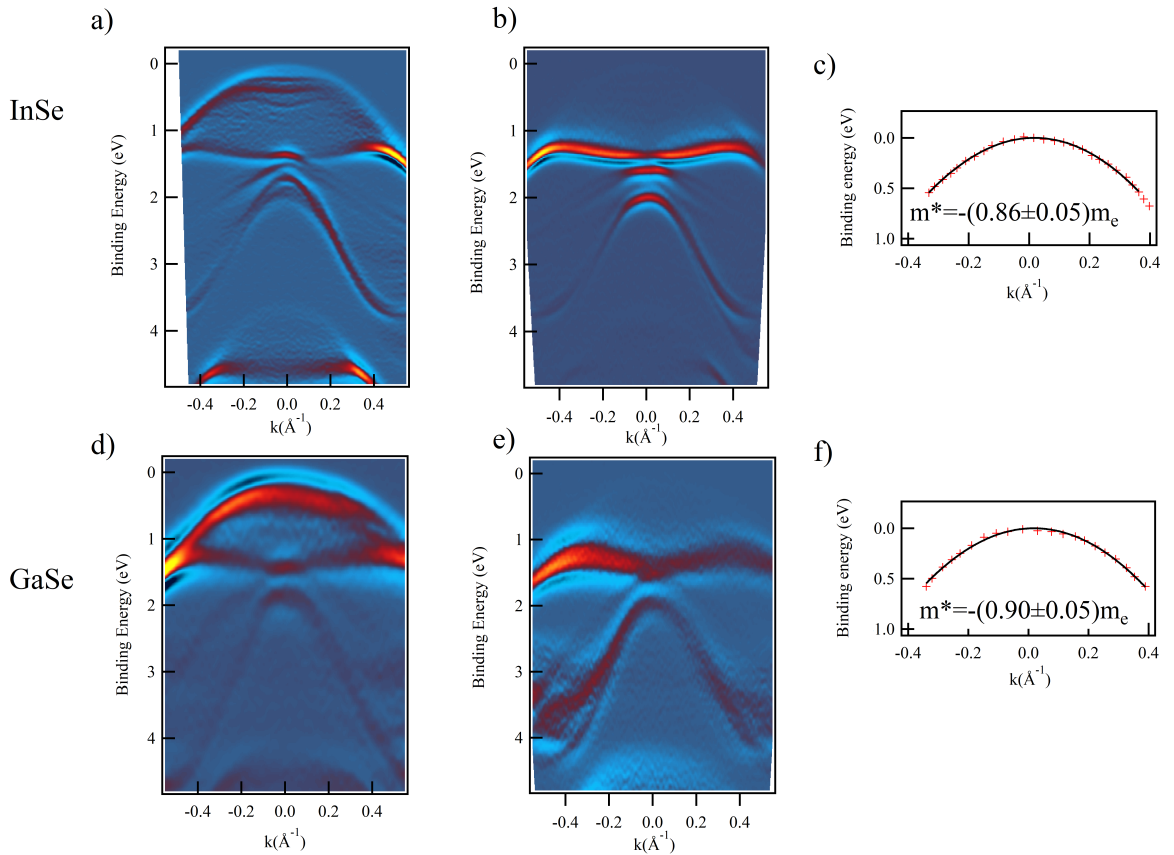 a)
b)
c)
InSe
0
1
2
3
4
Binding Energy (eV)
-0.4 -0.2 0.0 0.2 0.4
k(Å⁻¹)
0
1
2
3
4
Binding Energy (eV)
-0.4 -0.2 0.0 0.2 0.4
k(Å⁻¹)
0.0
0.5
1.0
Binding energy (eV)
m*=-(0.86±0.05)mₑ
-0.4 -0.2 0.0 0.2 0.4
k(Å⁻¹)
d)
e)
f)
GaSe
0
1
2
3
4
Binding Energy (eV)
-0.4 -0.2 0.0 0.2 0.4
k(Å⁻¹)
0
1
2
3
4
Binding Energy (eV)
-0.4 -0.2 0.0 0.2 0.4
k(Å⁻¹)
0.0
0.5
1.0
Binding energy (eV)
m*=-(0.90±0.05)mₑ
-0.4 -0.2 0.0 0.2 0.4
k(Å⁻¹)